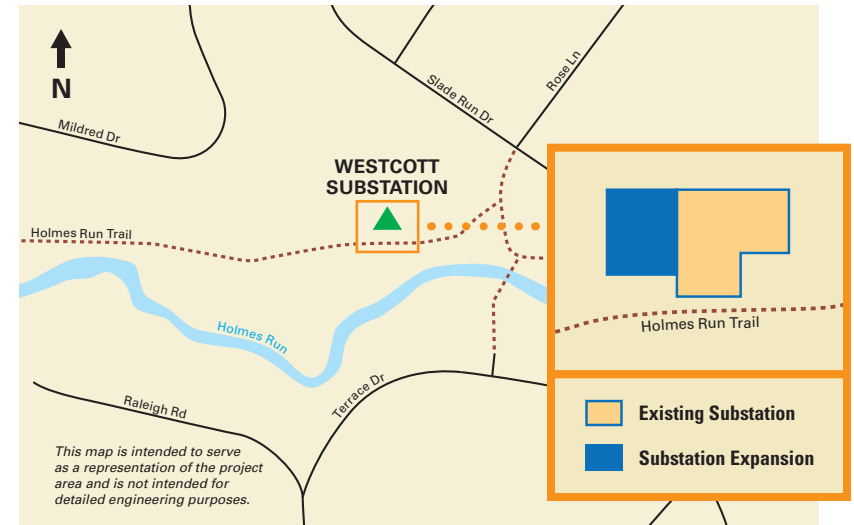 N
Mildred Dr
Slade Run Dr
Rose Ln
WESTCOTT
SUBSTATION
Holmes Run Trail
Holmes Run
Holmes Run Trail
Raleigh Rd
Terrace Dr
Existing Substation
Substation Expansion
This map is intended to serve
as a representation of the project
area and is not intended for
detailed engineering purposes.